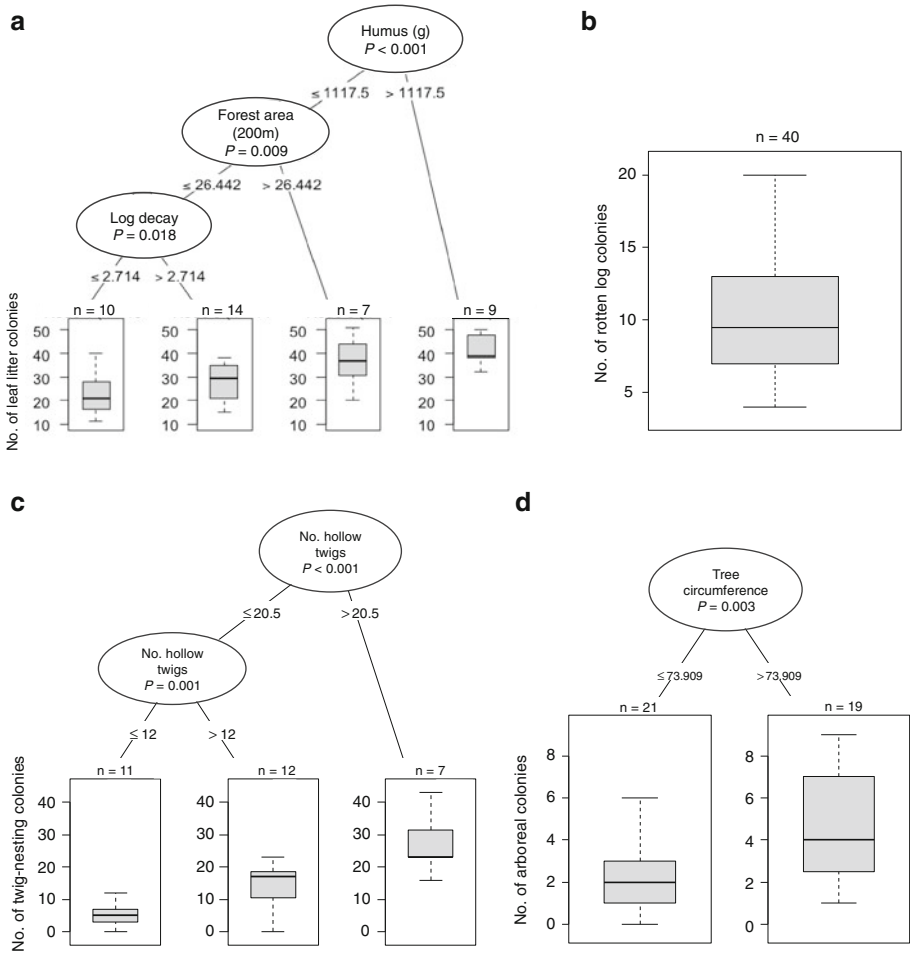 a
Humus (g)
P < 0.001
≤ 1117.5 > 1117.5
Forest area
(200m)
P = 0.009
≤ 26.442 > 26.442
Log decay
P = 0.018
≤ 2.714 > 2.714
No. of leaf litter colonies
n = 10 n = 14 n = 7 n = 9
50 50 50 50
40 40 40 40
30 30 30 30
20 20 20 20
10 10 10 10
b
n = 40
No. of rotten log colonies
20
15
10
5
c
No. hollow
twigs
P < 0.001
≤ 20.5 > 20.5
No. hollow
twigs
P = 0.001
≤ 12 > 12
No. of twig-nesting colonies
n = 11 n = 12 n = 7
40 40 40
30 30 30
20 20 20
10 10 10
0 0 0
d
Tree
circumference
P = 0.003
≤ 73.909 > 73.909
No. of arboreal colonies
n = 21 n = 19
8 8
6 6
4 4
2 2
0 0